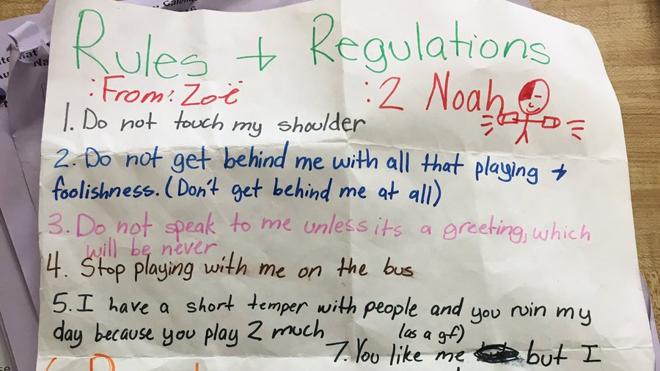 Rules + Regulations
:From: Zoë :2 Noah
1. Do not touch my shoulder
2. Do not get behind me with all that playing +
foolishness. (Don't get behind me at all)
3. Do not speak to me unless its a greeting, which
will be never
4. Stop playing with me on the bus
5. I have a short temper with people and you ruin my
day because you play 2 much
(as a gf)
7. You like me but I